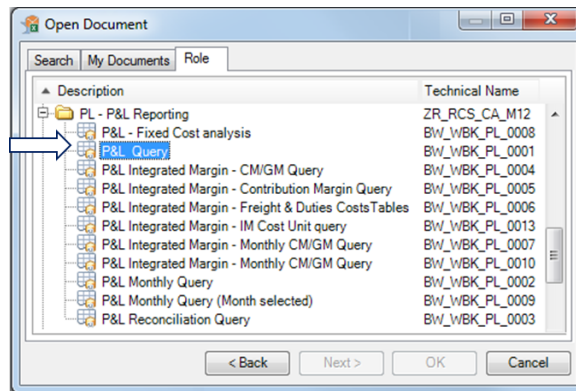 Open Document
Search My Documents Role
Description Technical Name
PL - P&L Reporting ZR_RCS_CA_M12
P&L - Fixed Cost analysis BW_WBK_PL_0008
P&L Query BW_WBK_PL_0001
P&L Integrated Margin - CM/GM Query BW_WBK_PL_0004
P&L Integrated Margin - Contribution Margin Query BW_WBK_PL_0005
P&L Integrated Margin - Freight & Duties CostsTables BW_WBK_PL_0006
P&L Integrated Margin - IM Cost Unit query BW_WBK_PL_0013
P&L Integrated Margin - Monthly CM/GM Query BW_WBK_PL_0007
P&L Integrated Margin - Monthly CM/GM Query BW_WBK_PL_0010
P&L Monthly Query BW_WBK_PL_0002
P&L Monthly Query (Month selected) BW_WBK_PL_0009
P&L Reconciliation Query BW_WBK_PL_0003
< Back Next > OK Cancel